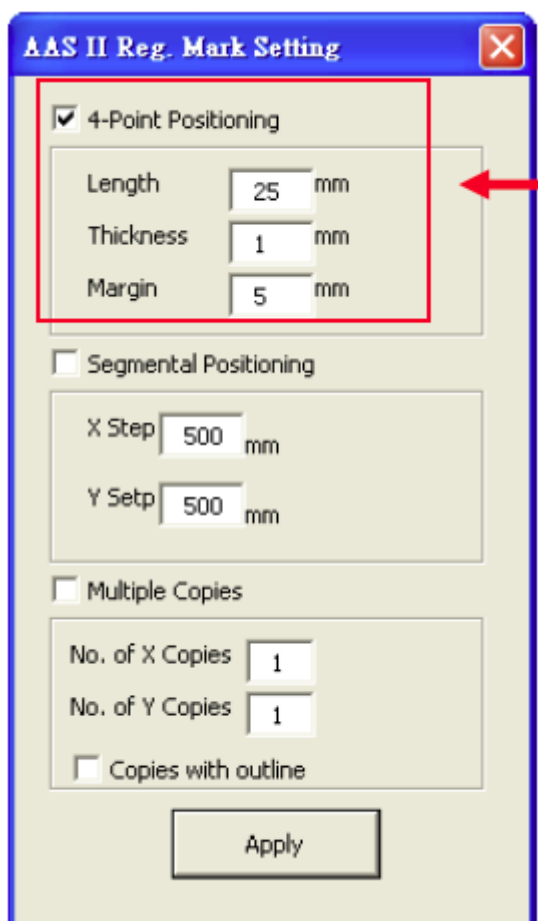 AAS II Reg. Mark Setting
4-Point Positioning
Length 25 mm
Thickness 1 mm
Margin 5 mm
Segmental Positioning
X Step 500 mm
Y Setp 500 mm
Multiple Copies
No. of X Copies 1
No. of Y Copies 1
Copies with outline
Apply